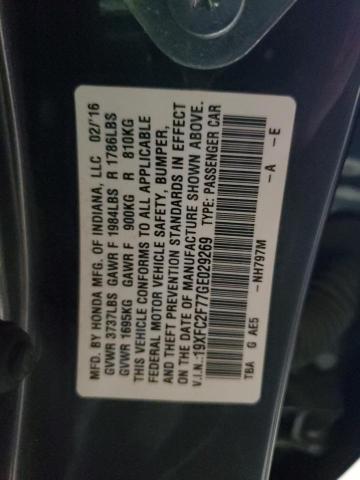 MFD. BY HONDA MFG. OF INDIANA, LLC 02/'16
GVWR 3737LBS GAWR F 1984LBS R 1786LBS
GVWR 1695KG GAWR F 900KG R 810KG
THIS VEHICLE CONFORMS TO ALL APPLICABLE
FEDERAL MOTOR VEHICLE SAFETY, BUMPER,
AND THEFT PREVENTION STANDARDS IN EFFECT
ON THE DATE OF MANUFACTURE SHOWN ABOVE.
V.I.N.:19XFC2F77GE029269 TYPE: PASSENGER CAR
TBA G AE5 -NH797M -A -E